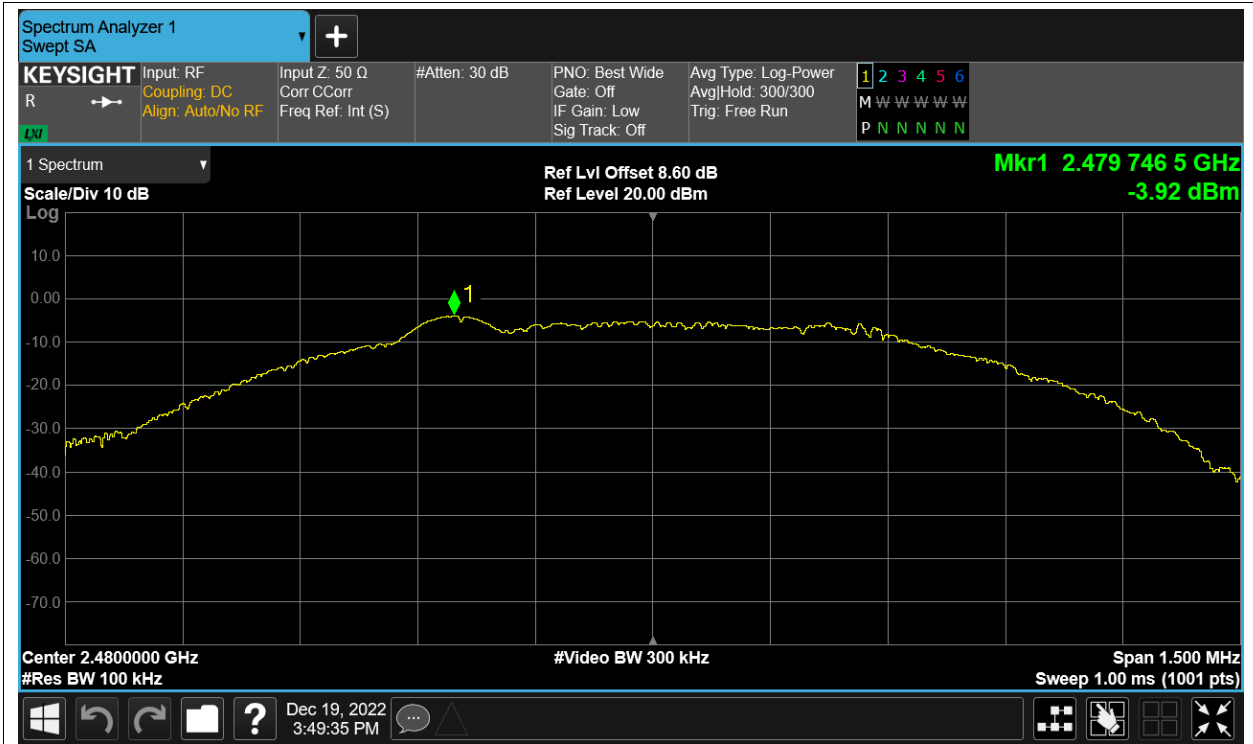 Spectrum Analyzer 1
Swept SA
KEYSIGHT
R
LXI
Input: RF
Coupling: DC
Align: Auto/No RF
Input Z: 50 Ω
Corr CCorr
Freq Ref: Int (S)
#Atten: 30 dB
PNO: Best Wide
Gate: Off
IF Gain: Low
Sig Track: Off
Avg Type: Log-Power
Avg|Hold: 300/300
Trig: Free Run
1 2 3 4 5 6
M W W W W W W
P N N N N N N
1 Spectrum
Scale/Div 10 dB
Log
Ref Lvl Offset 8.60 dB
Ref Level 20.00 dBm
Mkr1 2.479 746 5 GHz
-3.92 dBm
1
10.0
0.00
-10.0
-20.0
-30.0
-40.0
-50.0
-60.0
-70.0
Center 2.4800000 GHz
#Res BW 100 kHz
#Video BW 300 kHz
Span 1.500 MHz
Sweep 1.00 ms (1001 pts)
?
Dec 19, 2022
3:49:35 PM